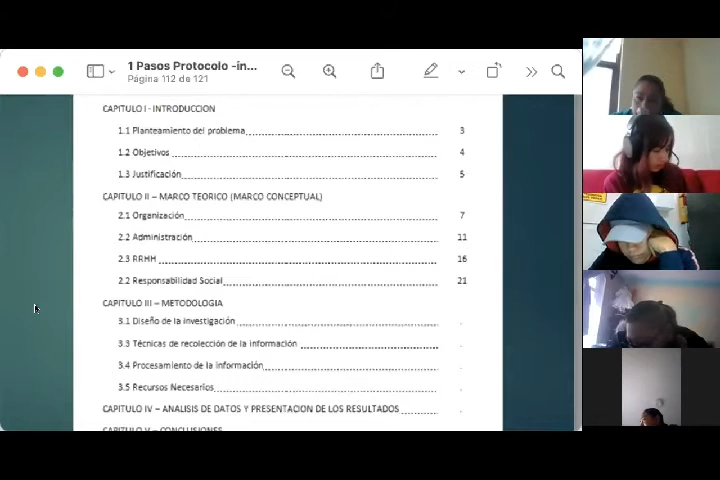 1 Pasos Protocolo -in...
Página 112 de 121
CAPITULO I - INTRODUCCION
1.1 Planteamiento del problema 3
1.2 Objetivos 4
1.3 Justificación 5
CAPITULO II – MARCO TEORICO (MARCO CONCEPTUAL)
2.1 Organización 7
2.2 Administración 11
2.3 RRHH 16
2.2 Responsabilidad Social 21
CAPITULO III – METODOLOGIA
3.1 Diseño de la investigación .
3.3 Técnicas de recolección de la información .
3.4 Procesamiento de la información .
3.5 Recursos Necesarios .
CAPITULO IV – ANALISIS DE DATOS Y PRESENTACION DE LOS RESULTADOS .
CAPITULO V – CONCLUSIONES